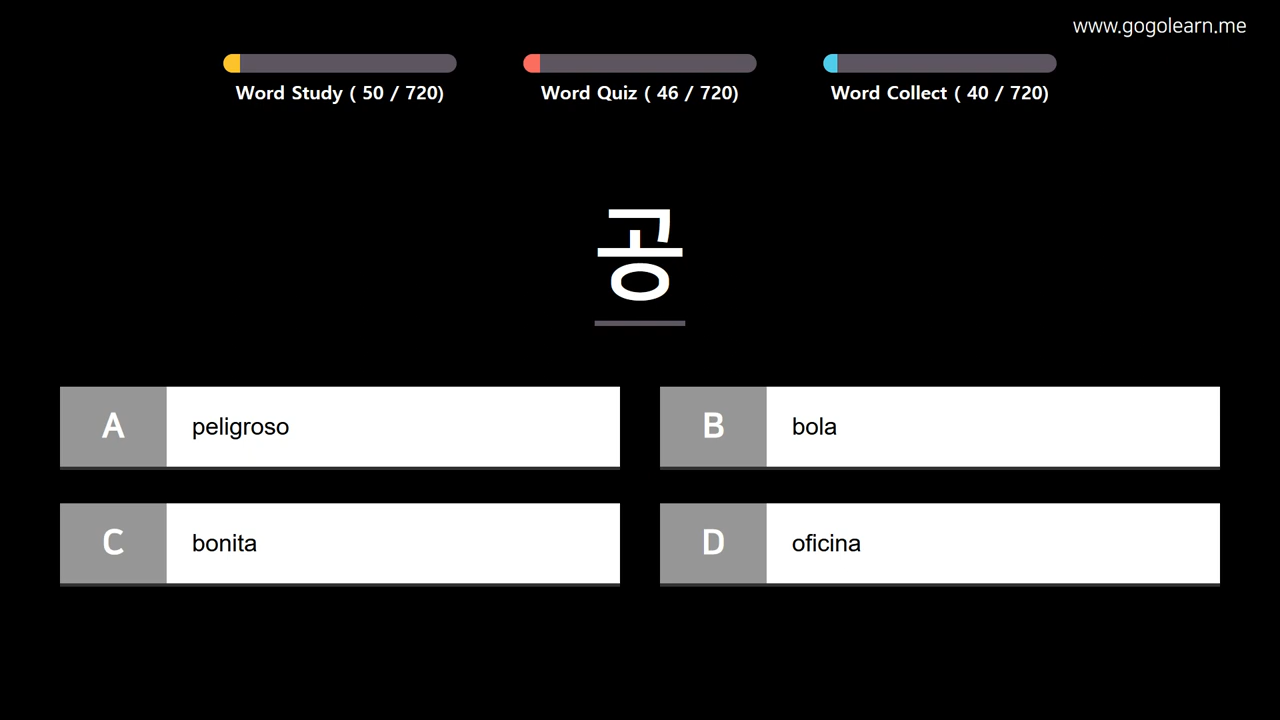 www.gogolearn.me
Word Study ( 50 / 720)
Word Quiz ( 46 / 720)
Word Collect ( 40 / 720)
공
A peligroso
B bola
C bonita
D oficina